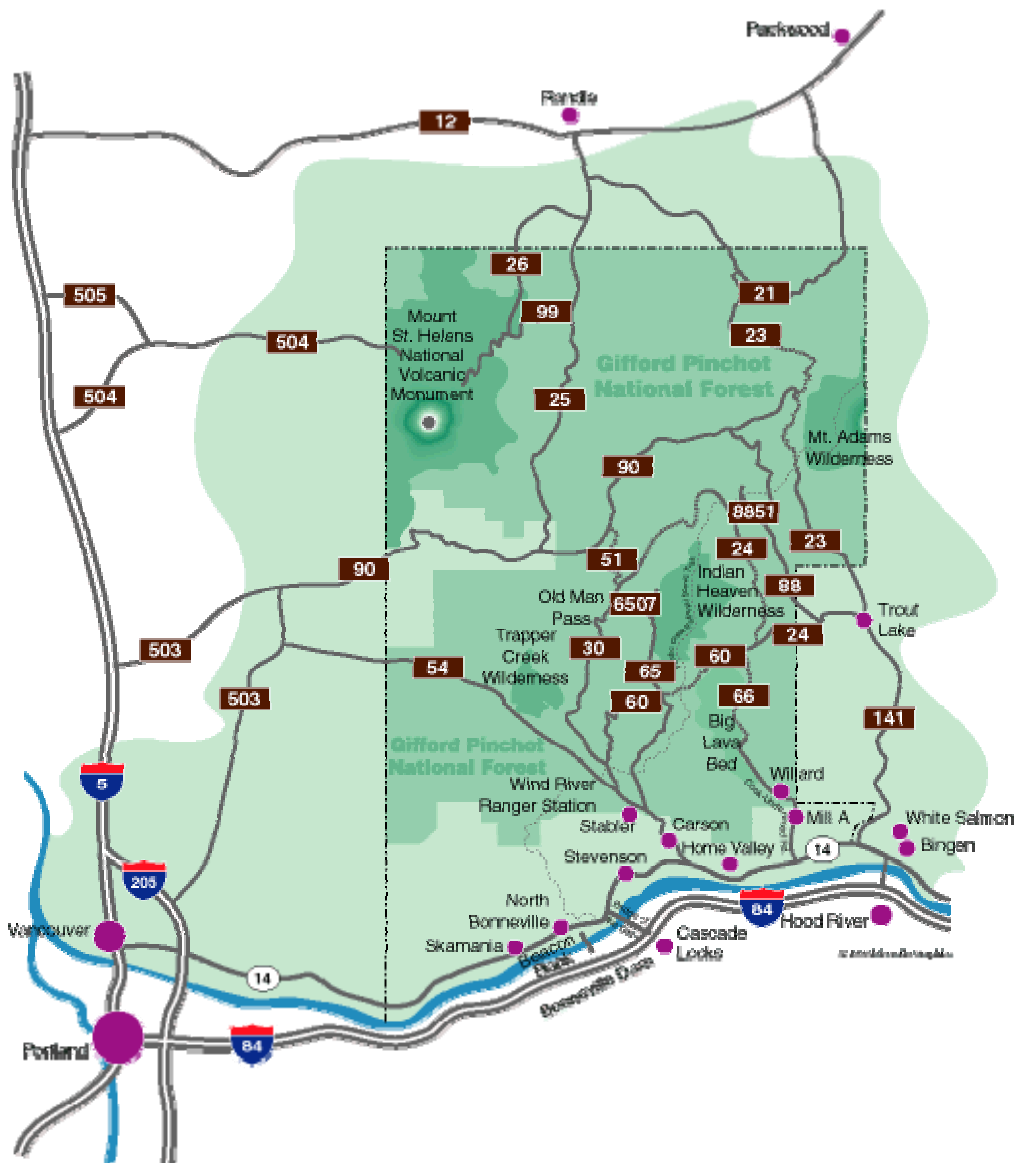 Packwood
Randle
12
26
505
21
99
Mount
St. Helens
National
Volcanic
Monument
504
23
Gifford Pinchot
National Forest
504
25
Mt. Adams
Wilderness
90
8851
23
24
51
90
Indian
Heaven
Wilderness
88
Old Man
Pass
6507
Trout
Lake
24
Trapper
Creek
Wilderness
30
503
60
54
65
503
66
60
141
Big
Lava
Bed
Gifford Pinchot
National Forest
Willard
5
Wind River
Ranger Station
Mill A
White Salmon
Stabler
Carson
Bingen
Home Valley
14
Stevenson
205
84
North
Bonneville
Hood River
Vancouver
Skamania
Beacon
Rock
Cascade
Locks
14
Bonneville Dam
Portland
84